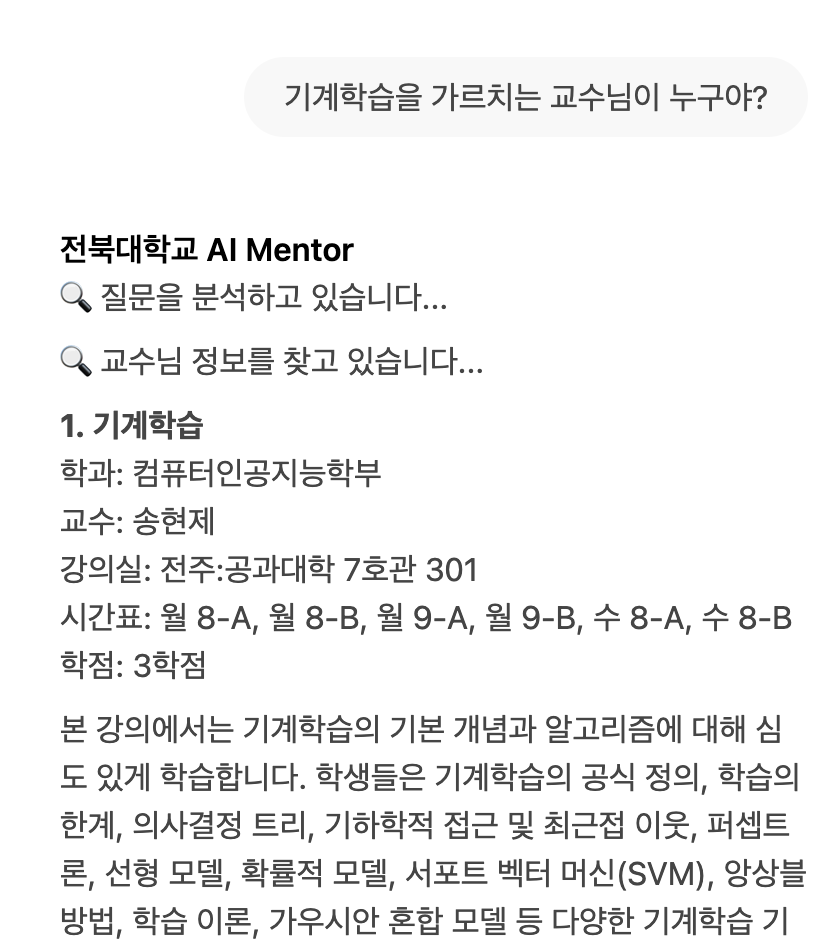 기계학습을 가르치는 교수님이 누구야?
전북대학교 AI Mentor
🔍 질문을 분석하고 있습니다...
🔍 교수님 정보를 찾고 있습니다...
1. 기계학습
학과: 컴퓨터인공지능학부
교수: 송현제
강의실: 전주:공과대학 7호관 301
시간표: 월 8-A, 월 8-B, 월 9-A, 월 9-B, 수 8-A, 수 8-B
학점: 3학점
본 강의에서는 기계학습의 기본 개념과 알고리즘에 대해 심
도 있게 학습합니다. 학생들은 기계학습의 공식 정의, 학습의
한계, 의사결정 트리, 기하학적 접근 및 최근접 이웃, 퍼셉트
론, 선형 모델, 확률적 모델, 서포트 벡터 머신(SVM), 앙상블
방법, 학습 이론, 가우시안 혼합 모델 등 다양한 기계학습 기